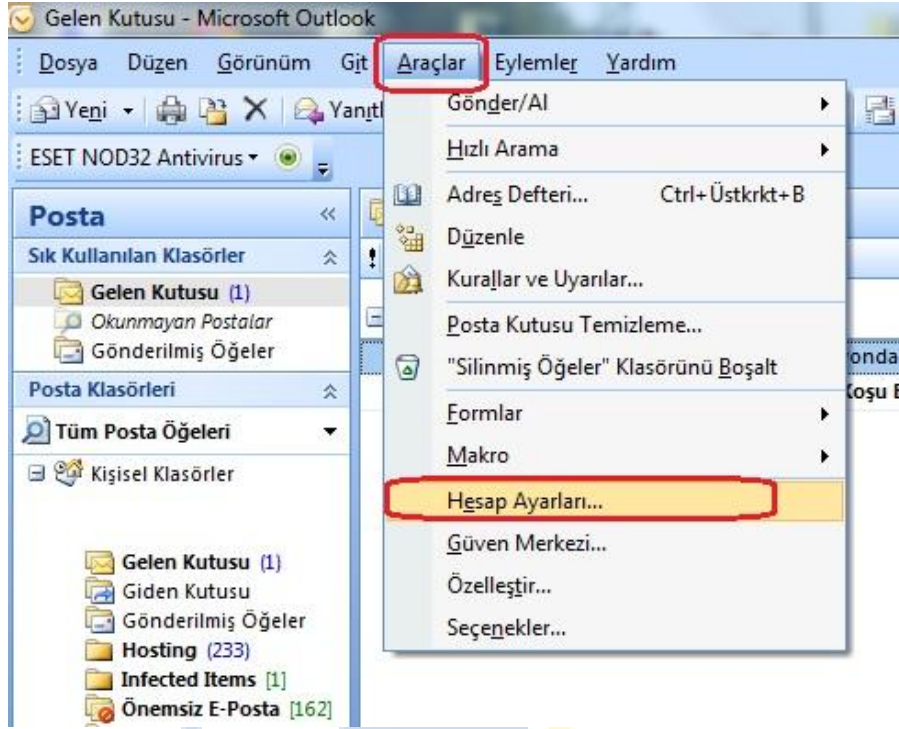 Gelen Kutusu - Microsoft Outlook
Dosya Düzen Görünüm Git Araçlar Eylemler Yardım
Yeni
ESET NOD32 Antivirus
Posta
Sık Kullanılan Klasörler
Gelen Kutusu (1)
Okunmayan Postalar
Gönderilmiş Öğeler
Posta Klasörleri
Tüm Posta Öğeleri
Kişisel Klasörler
Gelen Kutusu (1)
Giden Kutusu
Gönderilmiş Öğeler
Hosting (233)
Infected Items [1]
Önemsiz E-Posta [162]
Gönder/Al
Hızlı Arama
Adres Defteri... Ctrl+Üstkrkt+B
Düzenle
Kurallar ve Uyarılar...
Posta Kutusu Temizleme...
"Silinmiş Öğeler" Klasörünü Boşalt
Formlar
Makro
Hesap Ayarları...
Güven Merkezi...
Özelleştir...
Seçenekler...